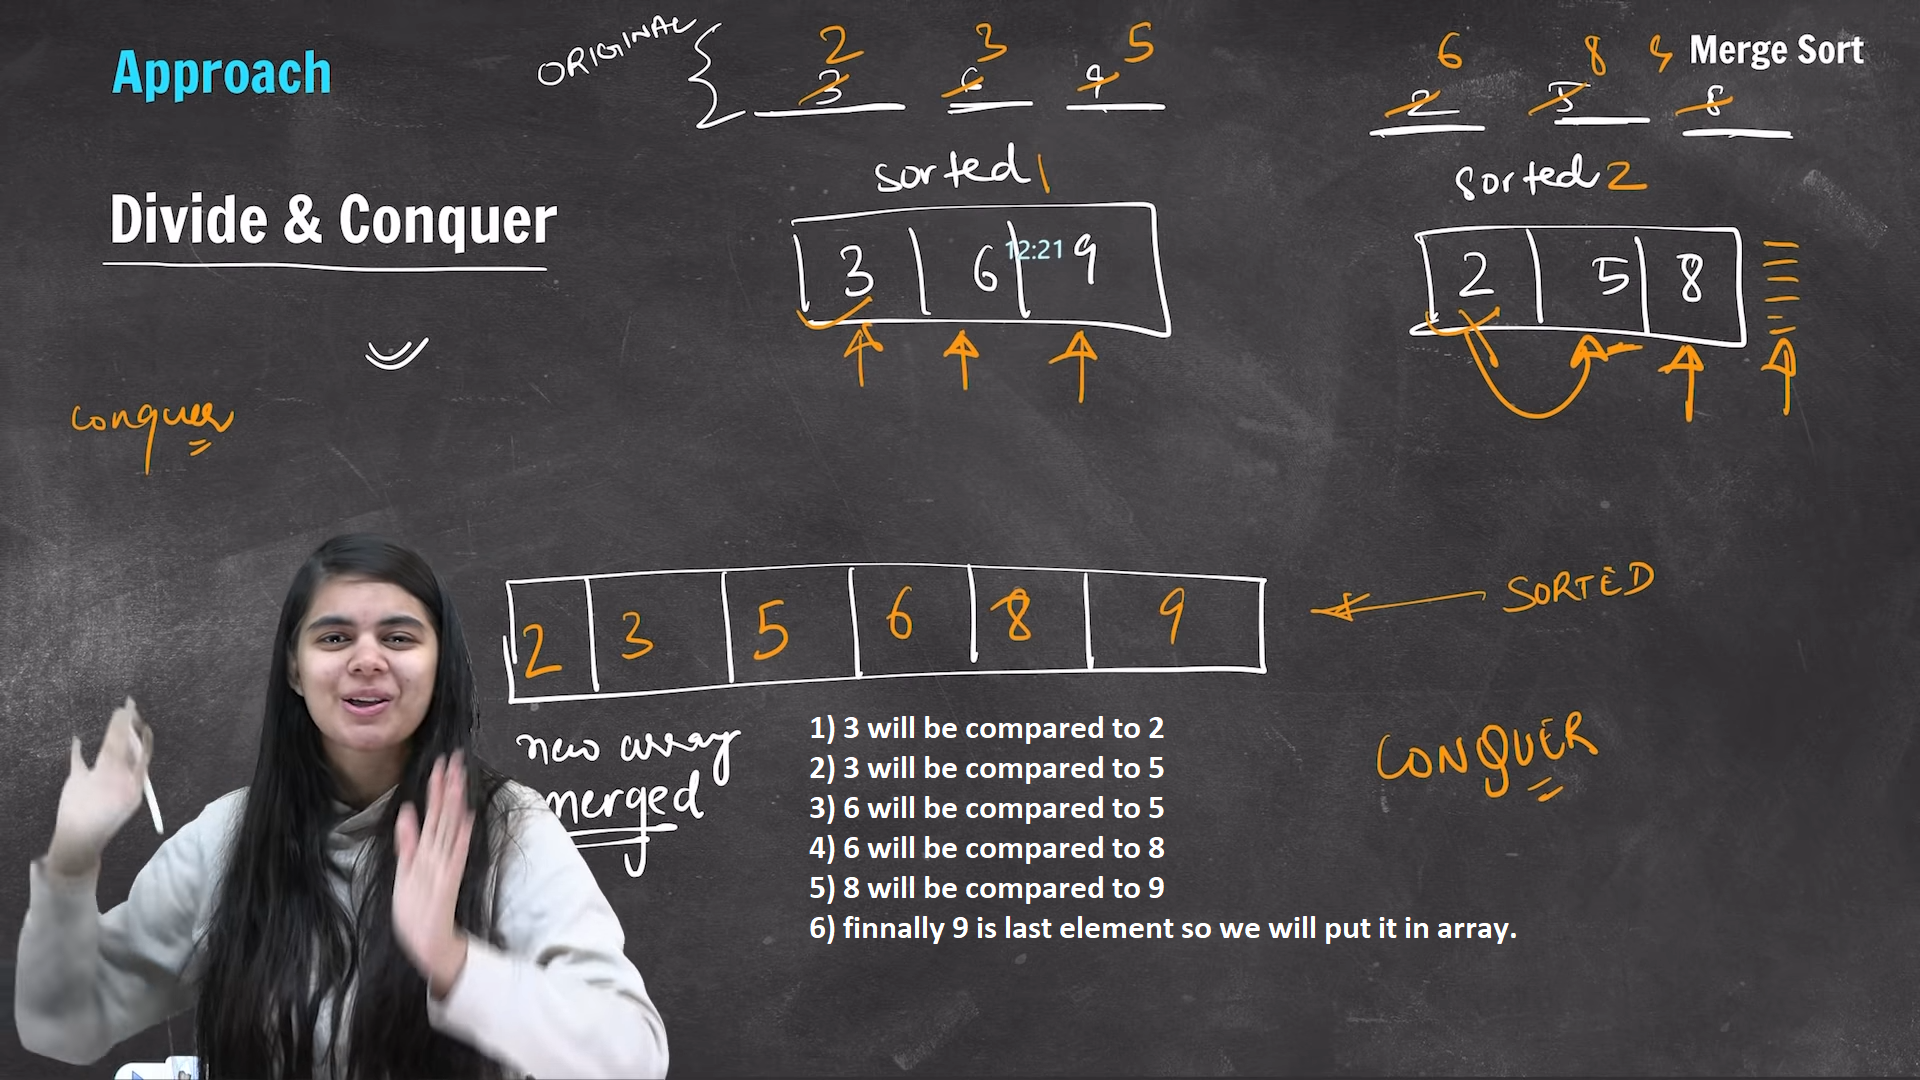 Approach
Merge Sort
ORIGINAL
2 3 5 6 8 9
3 6 9 2 5 8
sorted 1
sorted 2
Divide & Conquer
3 6 9
12:21
2 5 8
conquer
2 3 5 6 8 9
SORTED
new array
merged
CONQUER
1) 3 will be compared to 2
2) 3 will be compared to 5
3) 6 will be compared to 5
4) 6 will be compared to 8
5) 8 will be compared to 9
6) finnally 9 is last element so we will put it in array.